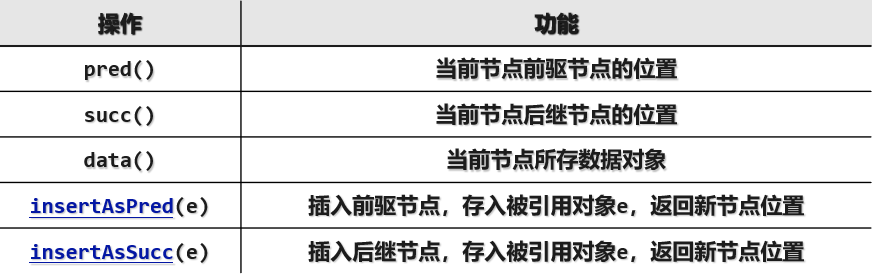 操作 功能
pred() 当前节点前驱节点的位置
succ() 当前节点后继节点的位置
data() 当前节点所存数据对象
insertAsPred(e) 插入前驱节点，存入被引用对象e，返回新节点位置
insertAsSucc(e) 插入后继节点，存入被引用对象e，返回新节点位置